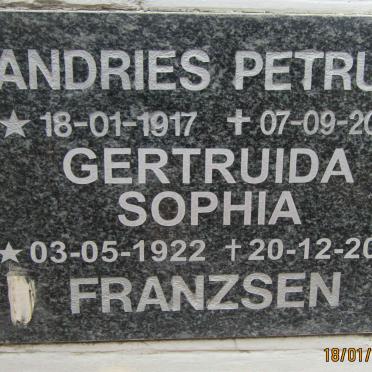 ANDRIES PETRU
★ 18-01-1917 ✝ 07-09-20
GERTRUIDA
SOPHIA
★ 03-05-1922 ✝ 20-12-20
FRANZSEN
18/01/